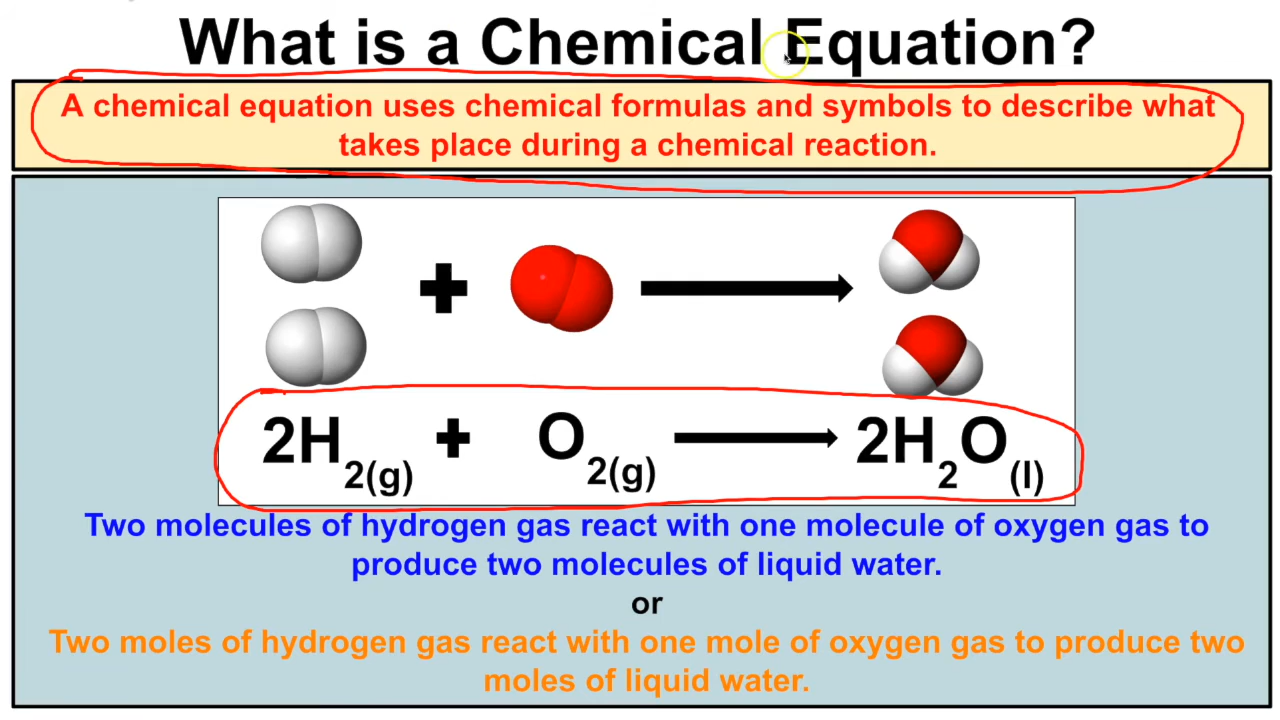 What is a Chemical Equation?
A chemical equation uses chemical formulas and symbols to describe what
takes place during a chemical reaction.
2H2(g) + O2(g) → 2H2O(l)
Two molecules of hydrogen gas react with one molecule of oxygen gas to
produce two molecules of liquid water.
or
Two moles of hydrogen gas react with one mole of oxygen gas to produce two
moles of liquid water.